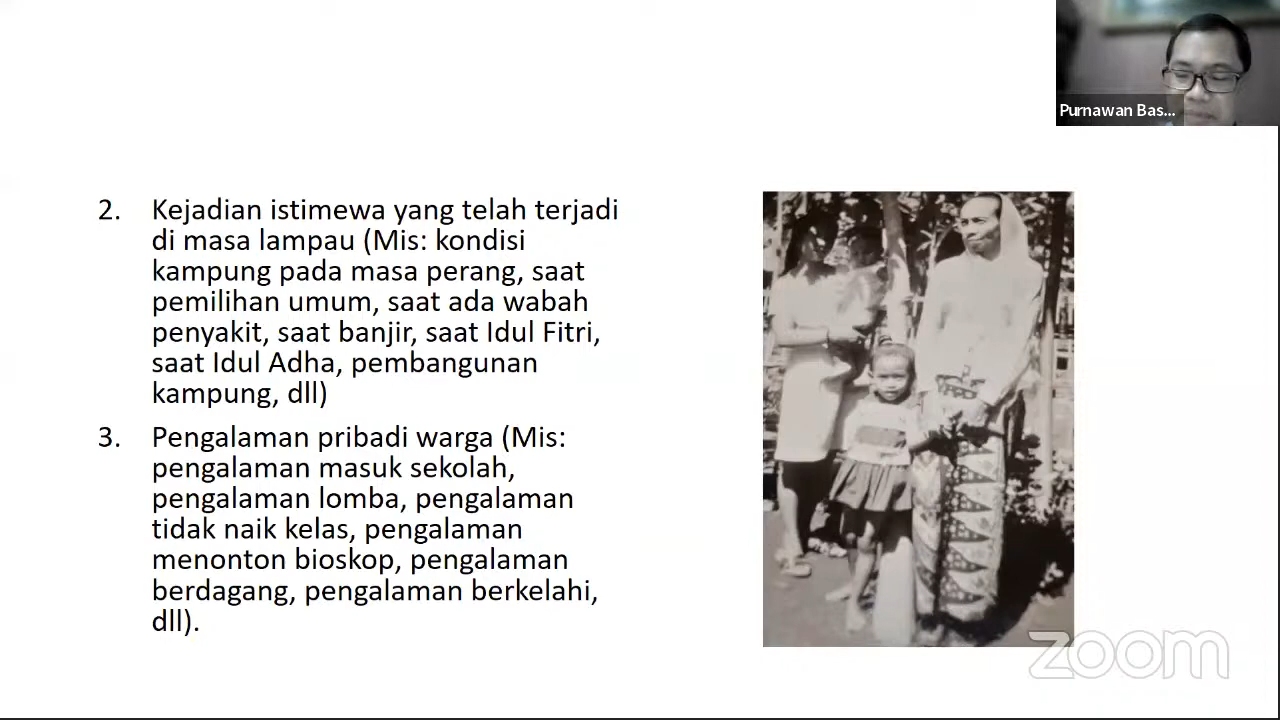 Purnawan Bas...
2. Kejadian istimewa yang telah terjadi
di masa lampau (Mis: kondisi
kampung pada masa perang, saat
pemilihan umum, saat ada wabah
penyakit, saat banjir, saat Idul Fitri,
saat Idul Adha, pembangunan
kampung, dll)
3. Pengalaman pribadi warga (Mis:
pengalaman masuk sekolah,
pengalaman lomba, pengalaman
tidak naik kelas, pengalaman
menonton bioskop, pengalaman
berdagang, pengalaman berkelahi,
dll).
zoom